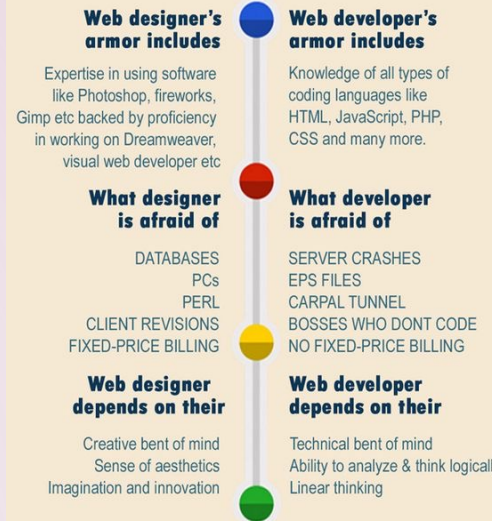 Web designer's
armor includes
Expertise in using software
like Photoshop, fireworks,
Gimp etc backed by proficiency
in working on Dreamweaver,
visual web developer etc
Web developer's
armor includes
Knowledge of all types of
coding languages like
HTML, JavaScript, PHP,
CSS and many more.
What designer
is afraid of
DATABASES
PCs
PERL
CLIENT REVISIONS
FIXED-PRICE BILLING
What developer
is afraid of
SERVER CRASHES
EPS FILES
CARPAL TUNNEL
BOSSES WHO DONT CODE
NO FIXED-PRICE BILLING
Web designer
depends on their
Creative bent of mind
Sense of aesthetics
Imagination and innovation
Web developer
depends on their
Technical bent of mind
Ability to analyze & think logicall
Linear thinking